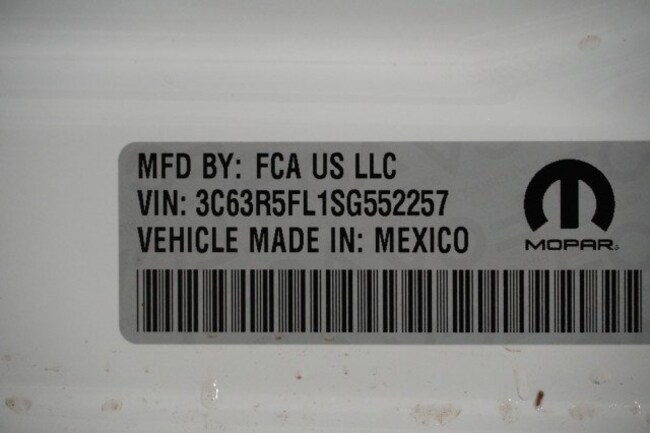 MFD BY: FCA US LLC
VIN: 3C63R5FL1SG552257
VEHICLE MADE IN: MEXICO
MOPAR®